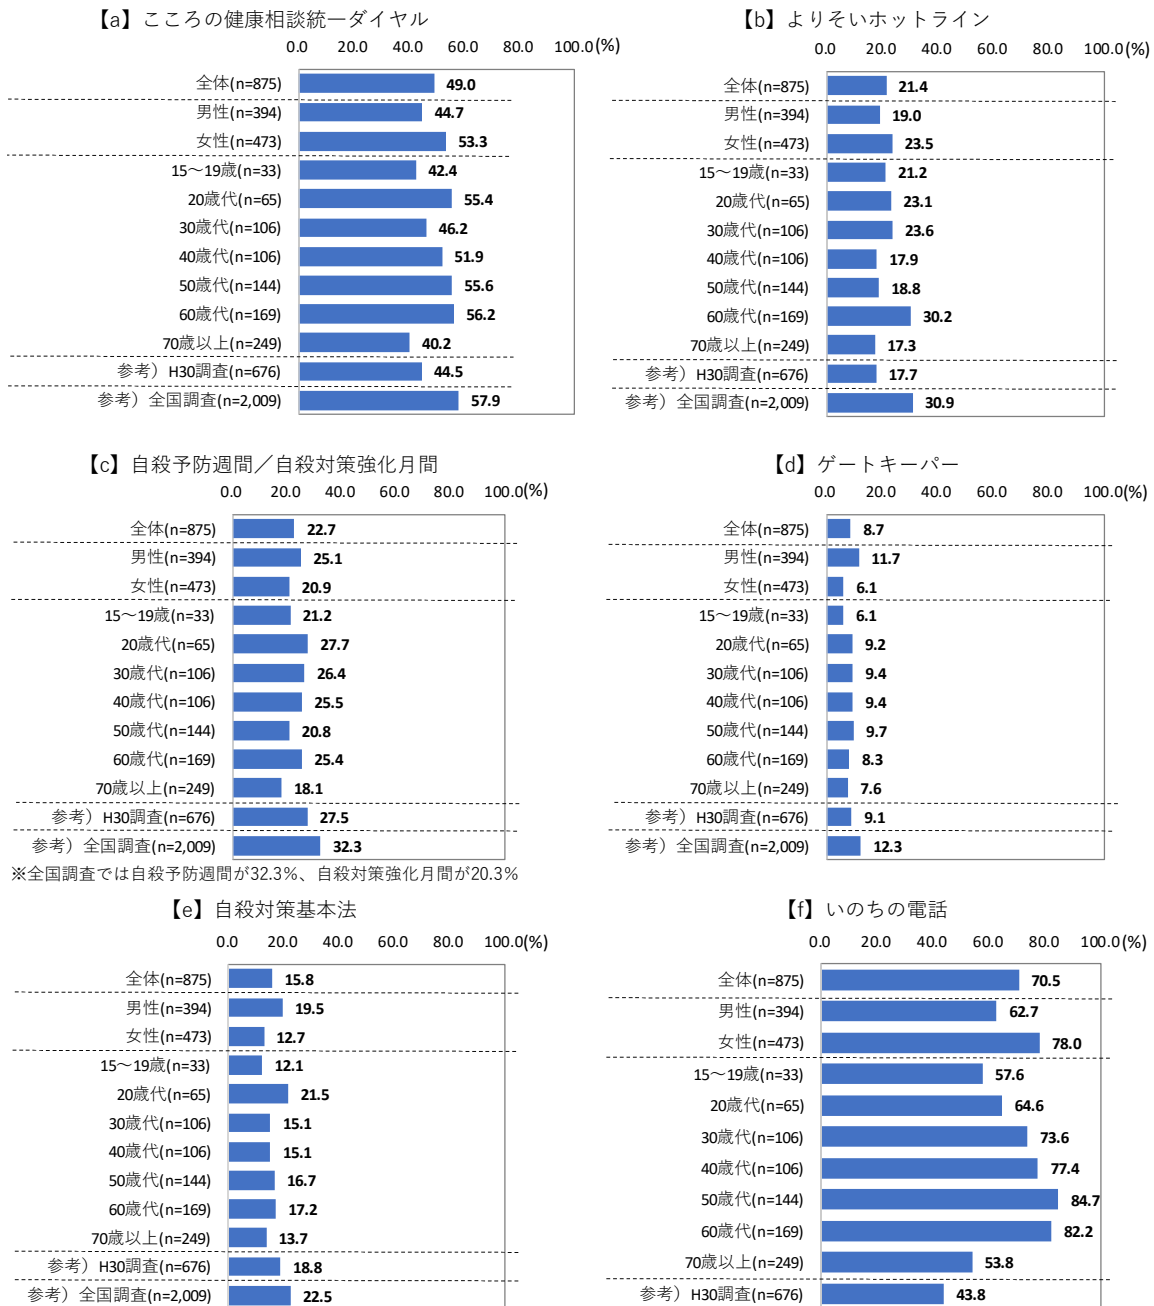 【a】こころの健康相談統一ダイヤル
0.0 20.0 40.0 60.0 80.0 100.0(%)
全体(n=875) 49.0
男性(n=394) 44.7
女性(n=473) 53.3
15～19歳(n=33) 42.4
20歳代(n=65) 55.4
30歳代(n=106) 46.2
40歳代(n=106) 51.9
50歳代(n=144) 55.6
60歳代(n=169) 56.2
70歳以上(n=249) 40.2
参考）H30調査(n=676) 44.5
参考）全国調査(n=2,009) 57.9
【b】よりそいホットライン
0.0 20.0 40.0 60.0 80.0 100.0(%)
全体(n=875) 21.4
男性(n=394) 19.0
女性(n=473) 23.5
15～19歳(n=33) 21.2
20歳代(n=65) 23.1
30歳代(n=106) 23.6
40歳代(n=106) 17.9
50歳代(n=144) 18.8
60歳代(n=169) 30.2
70歳以上(n=249) 17.3
参考）H30調査(n=676) 17.7
参考）全国調査(n=2,009) 30.9
【c】自殺予防週間／自殺対策強化月間
0.0 20.0 40.0 60.0 80.0 100.0(%)
全体(n=875) 22.7
男性(n=394) 25.1
女性(n=473) 20.9
15～19歳(n=33) 21.2
20歳代(n=65) 27.7
30歳代(n=106) 26.4
40歳代(n=106) 25.5
50歳代(n=144) 20.8
60歳代(n=169) 25.4
70歳以上(n=249) 18.1
参考）H30調査(n=676) 27.5
参考）全国調査(n=2,009) 32.3
※全国調査では自殺予防週間が32.3%、自殺対策強化月間が20.3%
【d】ゲートキーパー
0.0 20.0 40.0 60.0 80.0 100.0(%)
全体(n=875) 8.7
男性(n=394) 11.7
女性(n=473) 6.1
15～19歳(n=33) 6.1
20歳代(n=65) 9.2
30歳代(n=106) 9.4
40歳代(n=106) 9.4
50歳代(n=144) 9.7
60歳代(n=169) 8.3
70歳以上(n=249) 7.6
参考）H30調査(n=676) 9.1
参考）全国調査(n=2,009) 12.3
【e】自殺対策基本法
0.0 20.0 40.0 60.0 80.0 100.0(%)
全体(n=875) 15.8
男性(n=394) 19.5
女性(n=473) 12.7
15～19歳(n=33) 12.1
20歳代(n=65) 21.5
30歳代(n=106) 15.1
40歳代(n=106) 15.1
50歳代(n=144) 16.7
60歳代(n=169) 17.2
70歳以上(n=249) 13.7
参考）H30調査(n=676) 18.8
参考）全国調査(n=2,009) 22.5
【f】いのちの電話
0.0 20.0 40.0 60.0 80.0 100.0(%)
全体(n=875) 70.5
男性(n=394) 62.7
女性(n=473) 78.0
15～19歳(n=33) 57.6
20歳代(n=65) 64.6
30歳代(n=106) 73.6
40歳代(n=106) 77.4
50歳代(n=144) 84.7
60歳代(n=169) 82.2
70歳以上(n=249) 53.8
参考）H30調査(n=676) 43.8